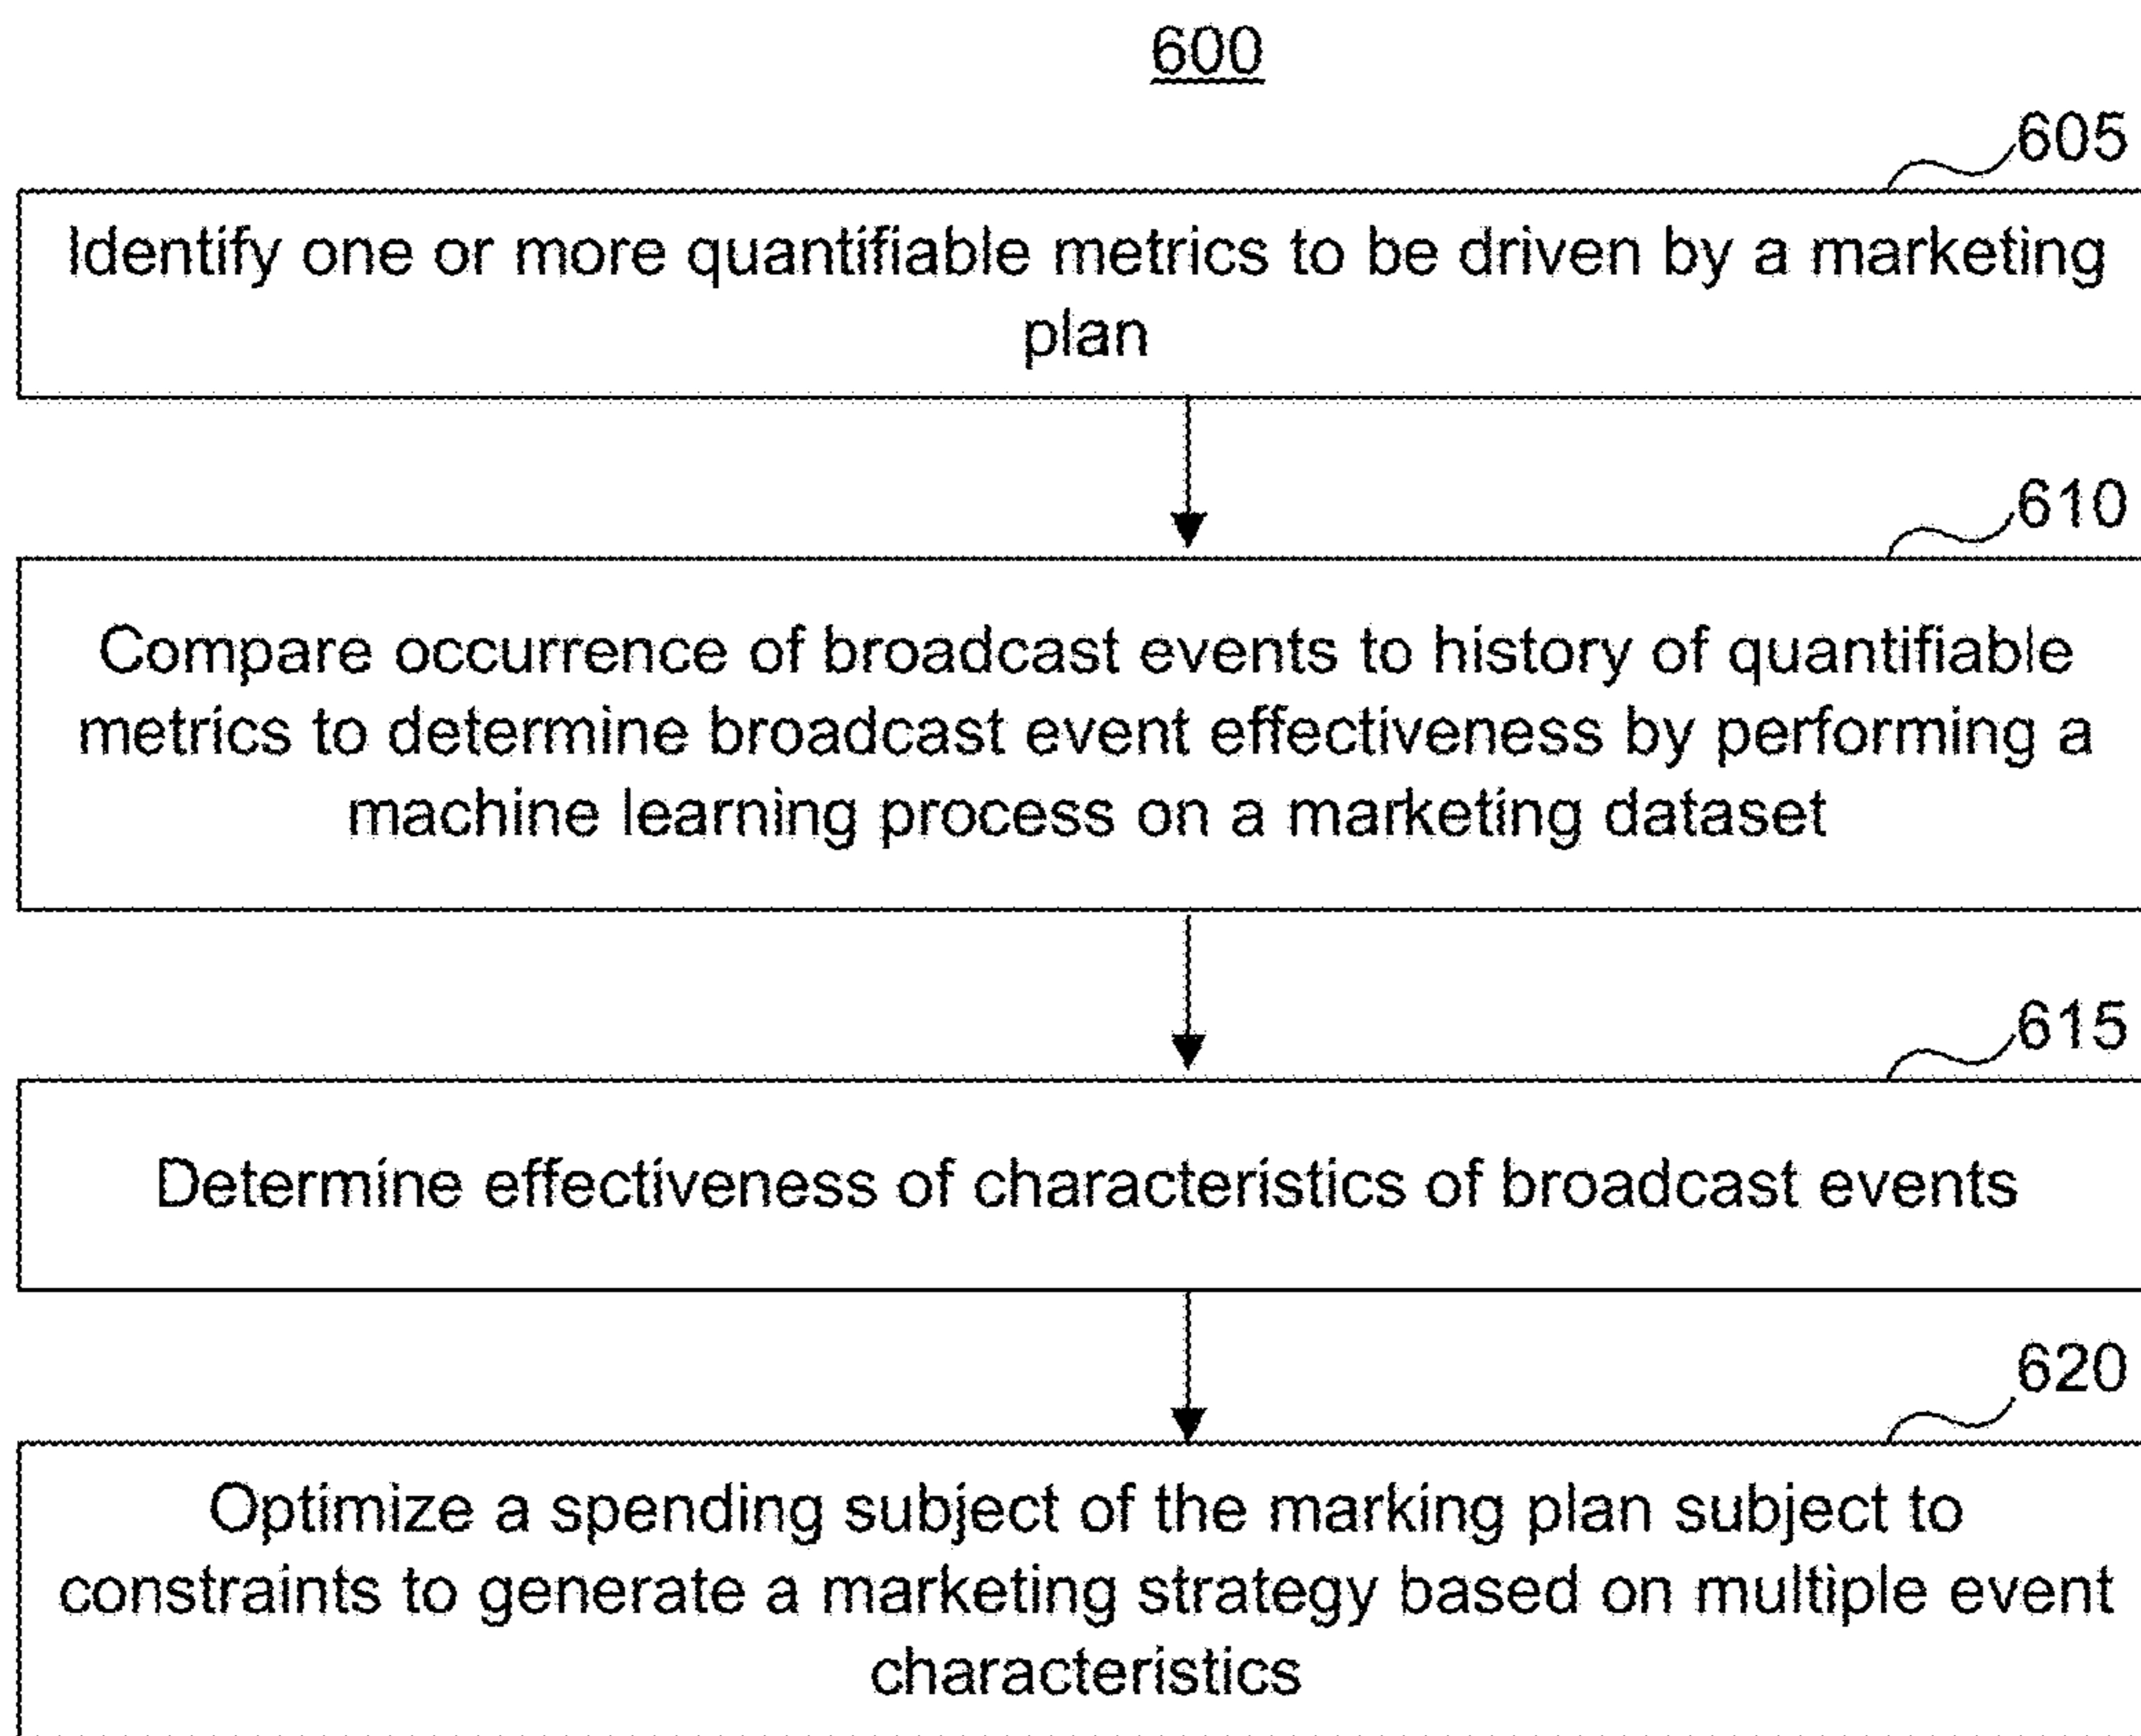 600
605
Identify one or more quantifiable metrics to be driven by a marketing
plan
610
Compare occurrence of broadcast events to history of quantifiable
metrics to determine broadcast event effectiveness by performing a
machine learning process on a marketing dataset
615
Determine effectiveness of characteristics of broadcast events
620
Optimize a spending subject of the marking plan subject to
constraints to generate a marketing strategy based on multiple event
characteristics